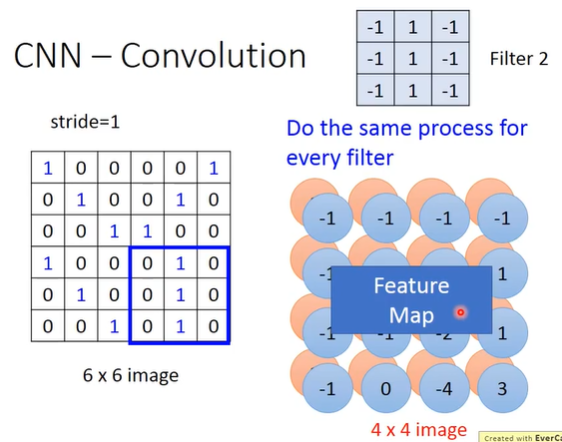 CNN – Convolution
-1 1 -1
-1 1 -1
-1 1 -1
Filter 2
stride=1
1 0 0 0 0 1
0 1 0 0 1 0
0 0 1 1 0 0
1 0 0 0 1 0
0 1 0 0 1 0
0 0 1 0 1 0
6 x 6 image
Do the same process for
every filter
-1 -1 -1 -1
-1 1
Feature
Map
-1 -1 -2 1
-1 0 -4 3
4 x 4 image
Created with